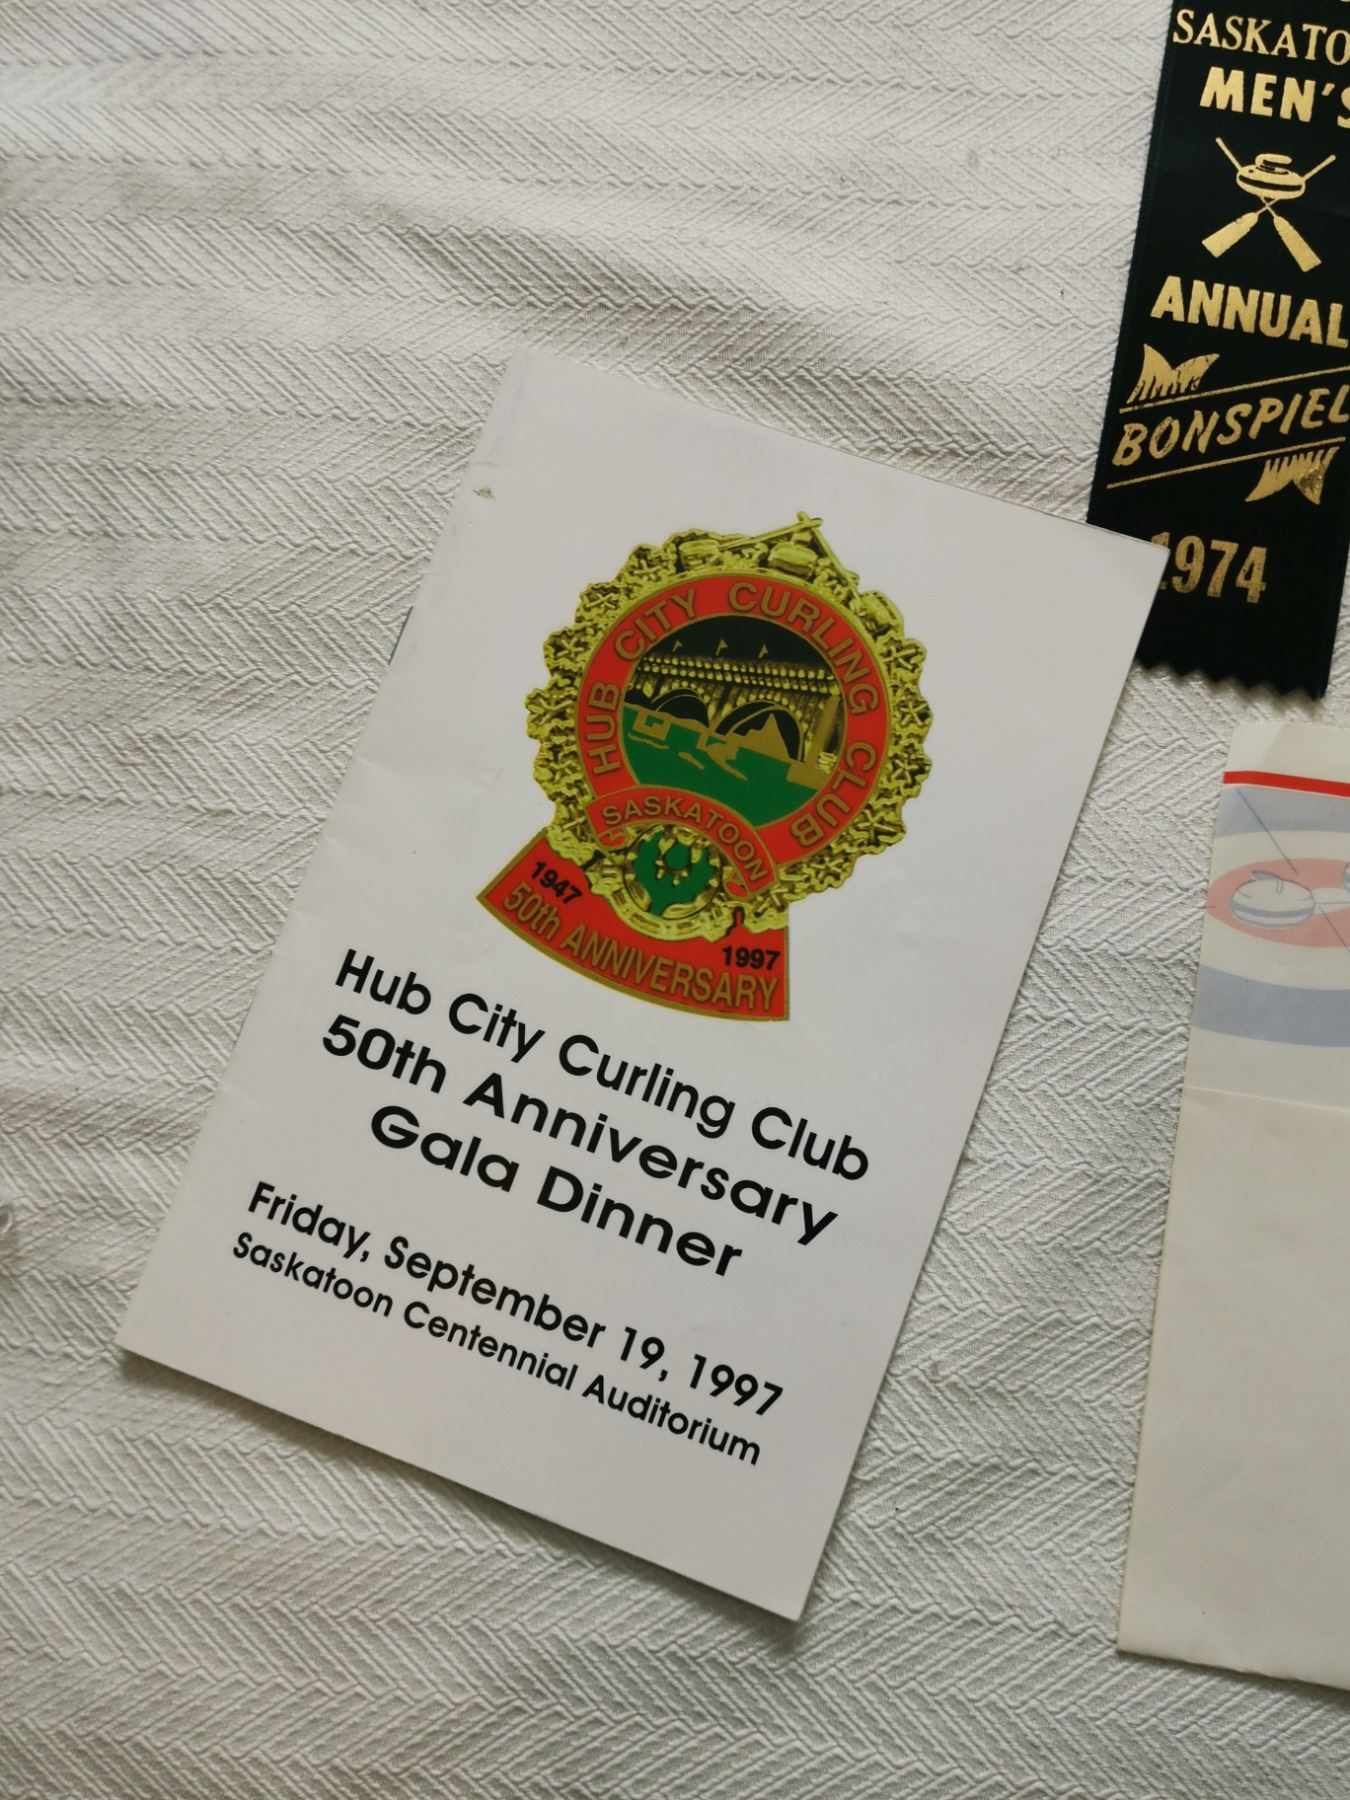 SASKATO
MEN'S
ANNUAL
BONSPIEL
1974
HUB CITY CURLING CLUB
SASKATOON
1947
1997
50th ANNIVERSARY
Hub City Curling Club
50th Anniversary
Gala Dinner
Friday, September 19, 1997
Saskatoon Centennial Auditorium